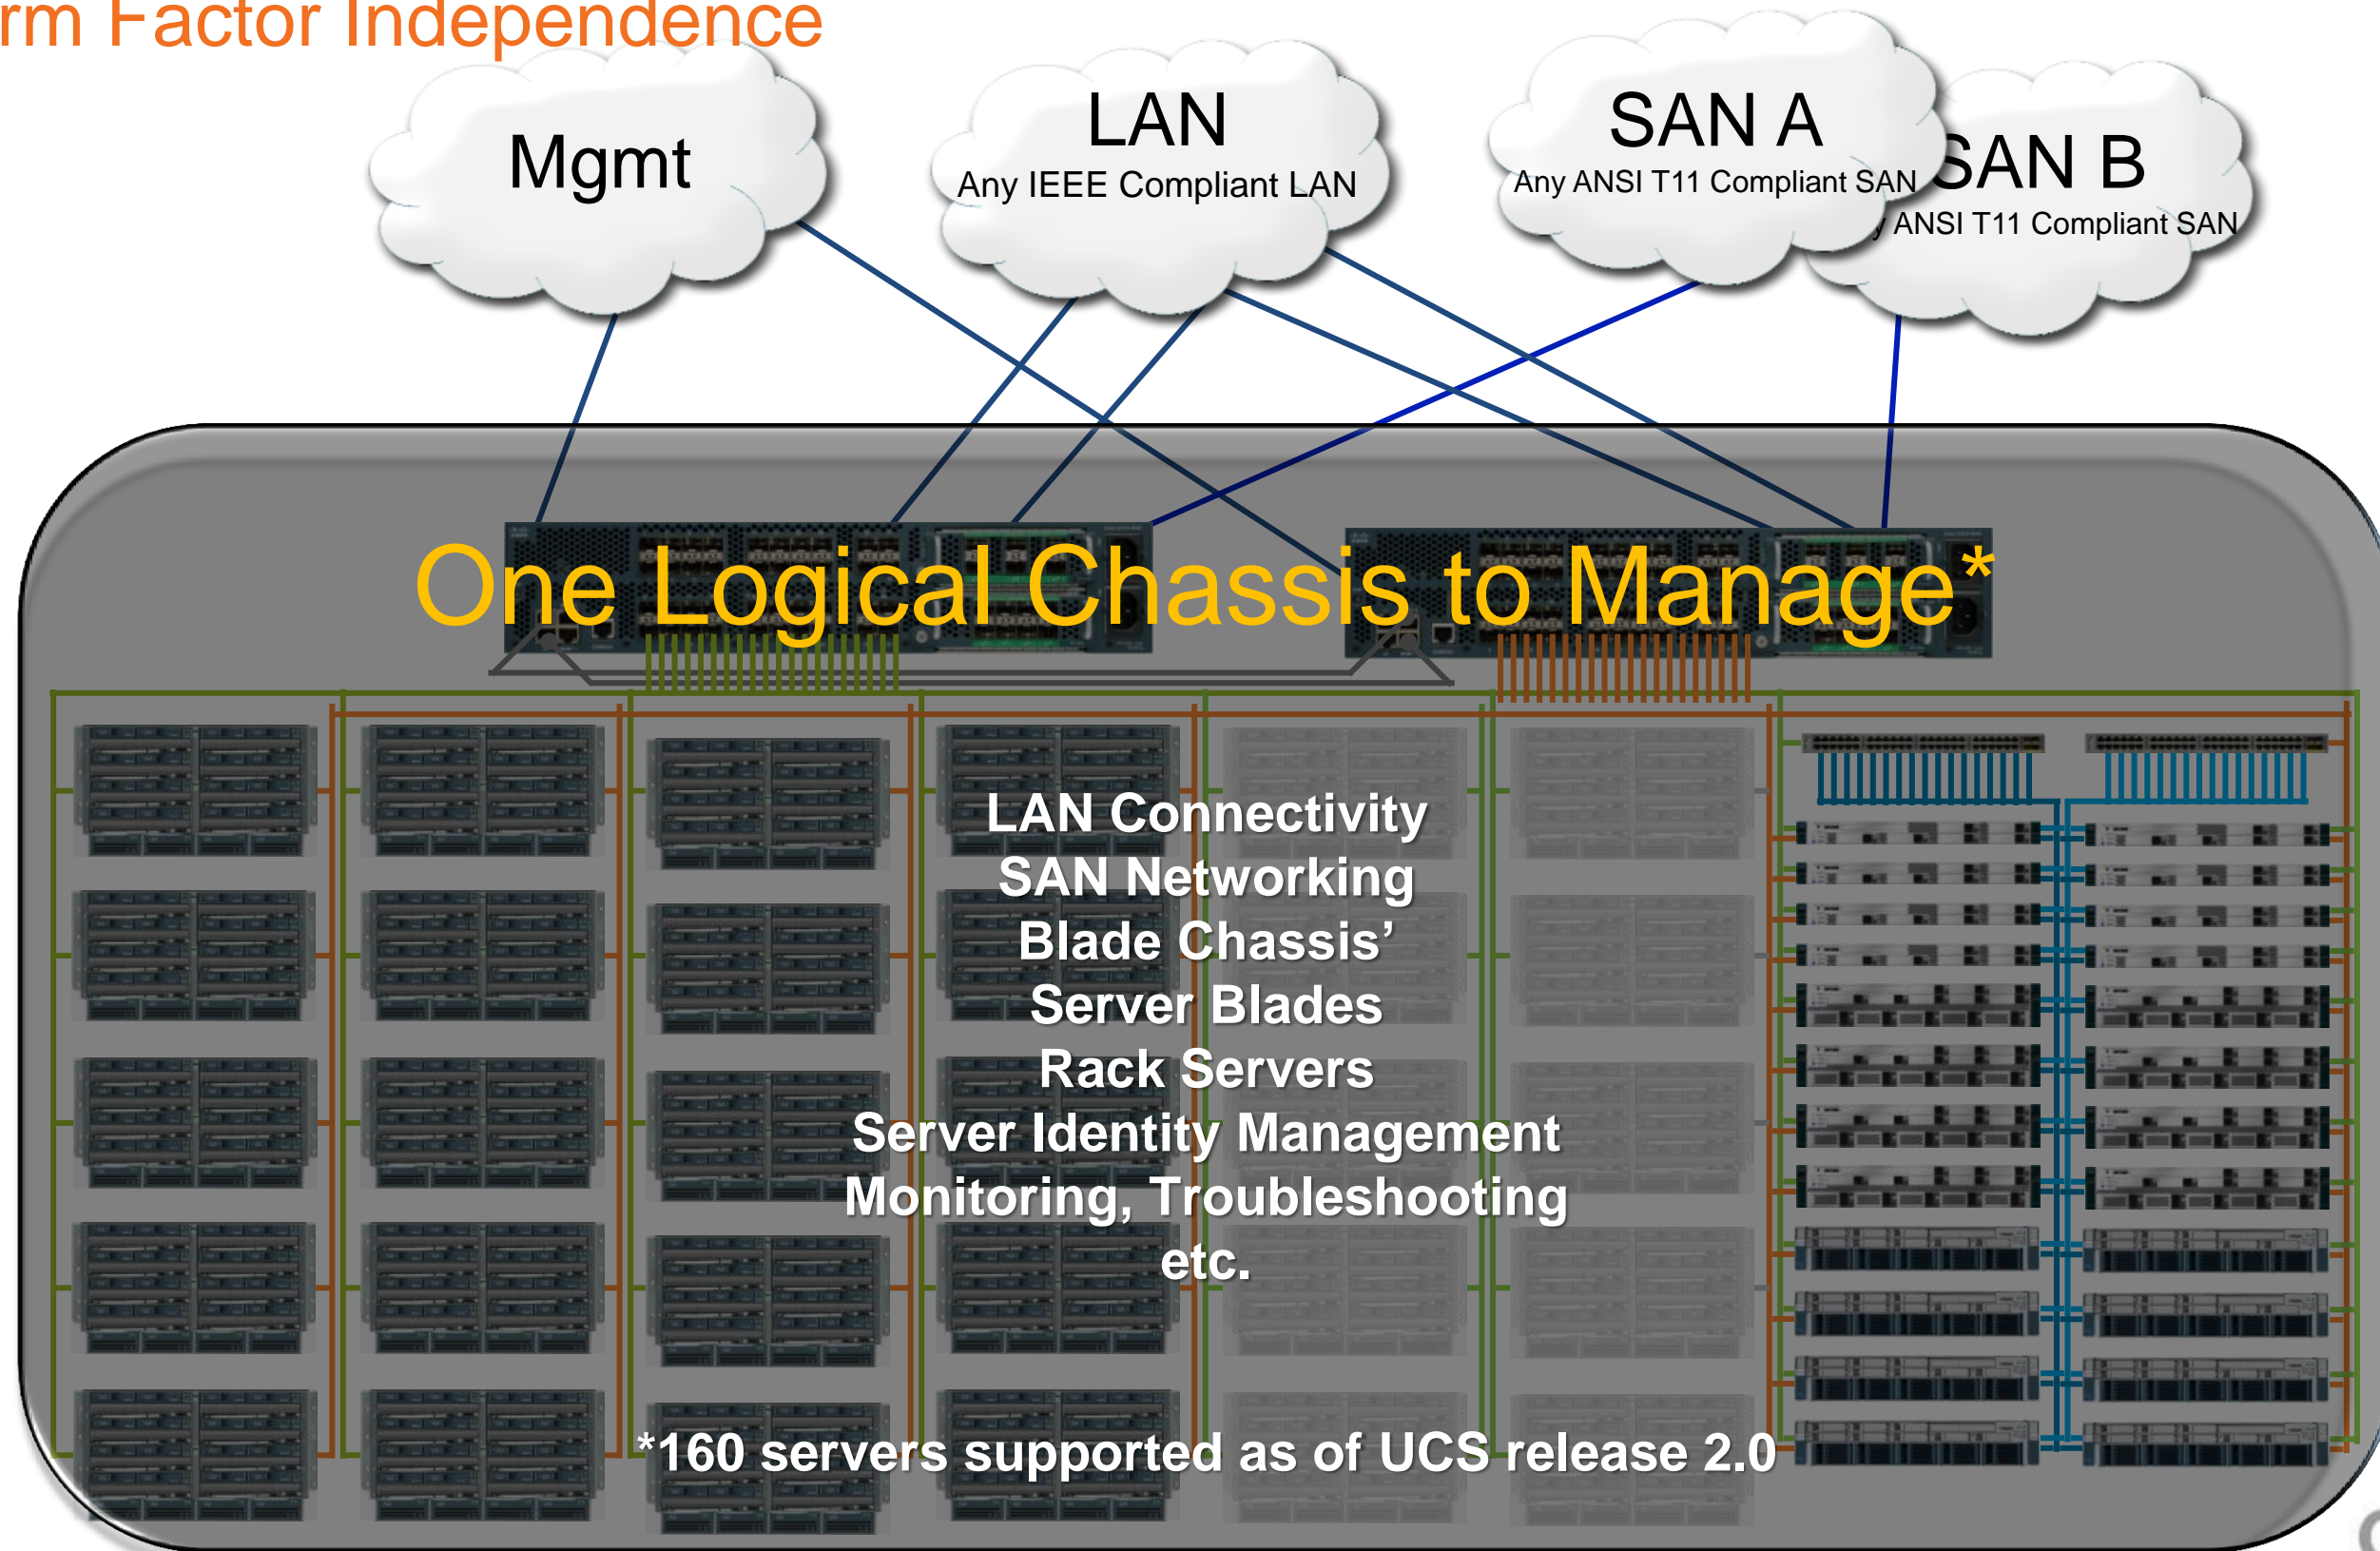 rm Factor Independence
Mgmt
LAN
Any IEEE Compliant LAN
SAN A
Any ANSI T11 Compliant SAN
SAN B
ANSI T11 Compliant SAN
One Logical Chassis to Manage*
LAN Connectivity
SAN Networking
Blade Chassis’
Server Blades
Rack Servers
Server Identity Management
Monitoring, Troubleshooting
etc.
*160 servers supported as of UCS release 2.0